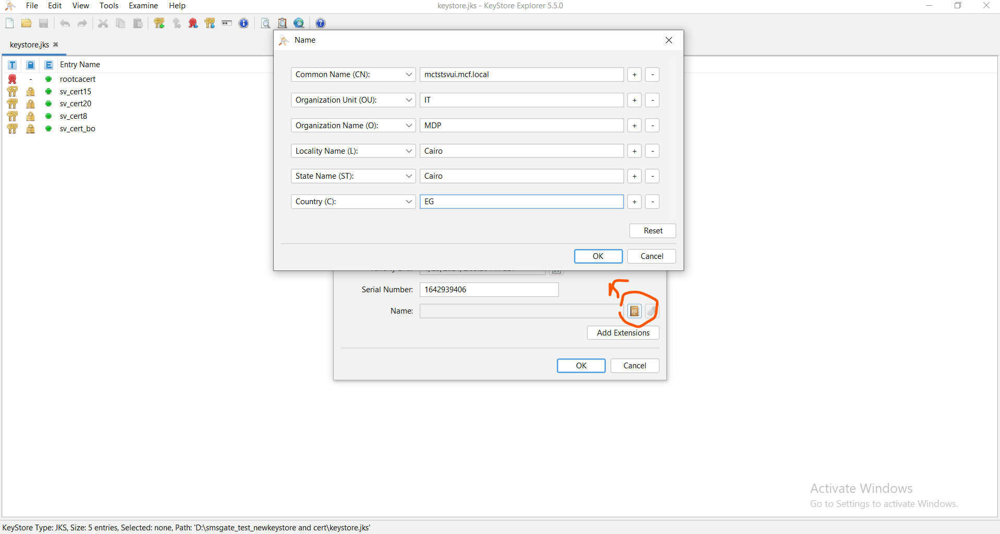 File Edit View Tools Examine Help
keystore.jks - KeyStore Explorer 5.5.0
keystore.jks
T E Entry Name
- rootcacert
sv_cert15
sv_cert20
sv_cert8
sv_cert_bo
Name
Common Name (CN): mctstsvui.mcf.local + -
Organization Unit (OU): IT + -
Organization Name (O): MDP + -
Locality Name (L): Cairo + -
State Name (ST): Cairo + -
Country (C): EG + -
Reset
OK Cancel
Serial Number: 1642939406
Name:
Add Extensions
OK Cancel
Activate Windows
Go to Settings to activate Windows.
KeyStore Type: JKS, Size: 5 entries, Selected: none, Path: 'D:\smsgate_test_newkeystore and cert\keystore.jks'